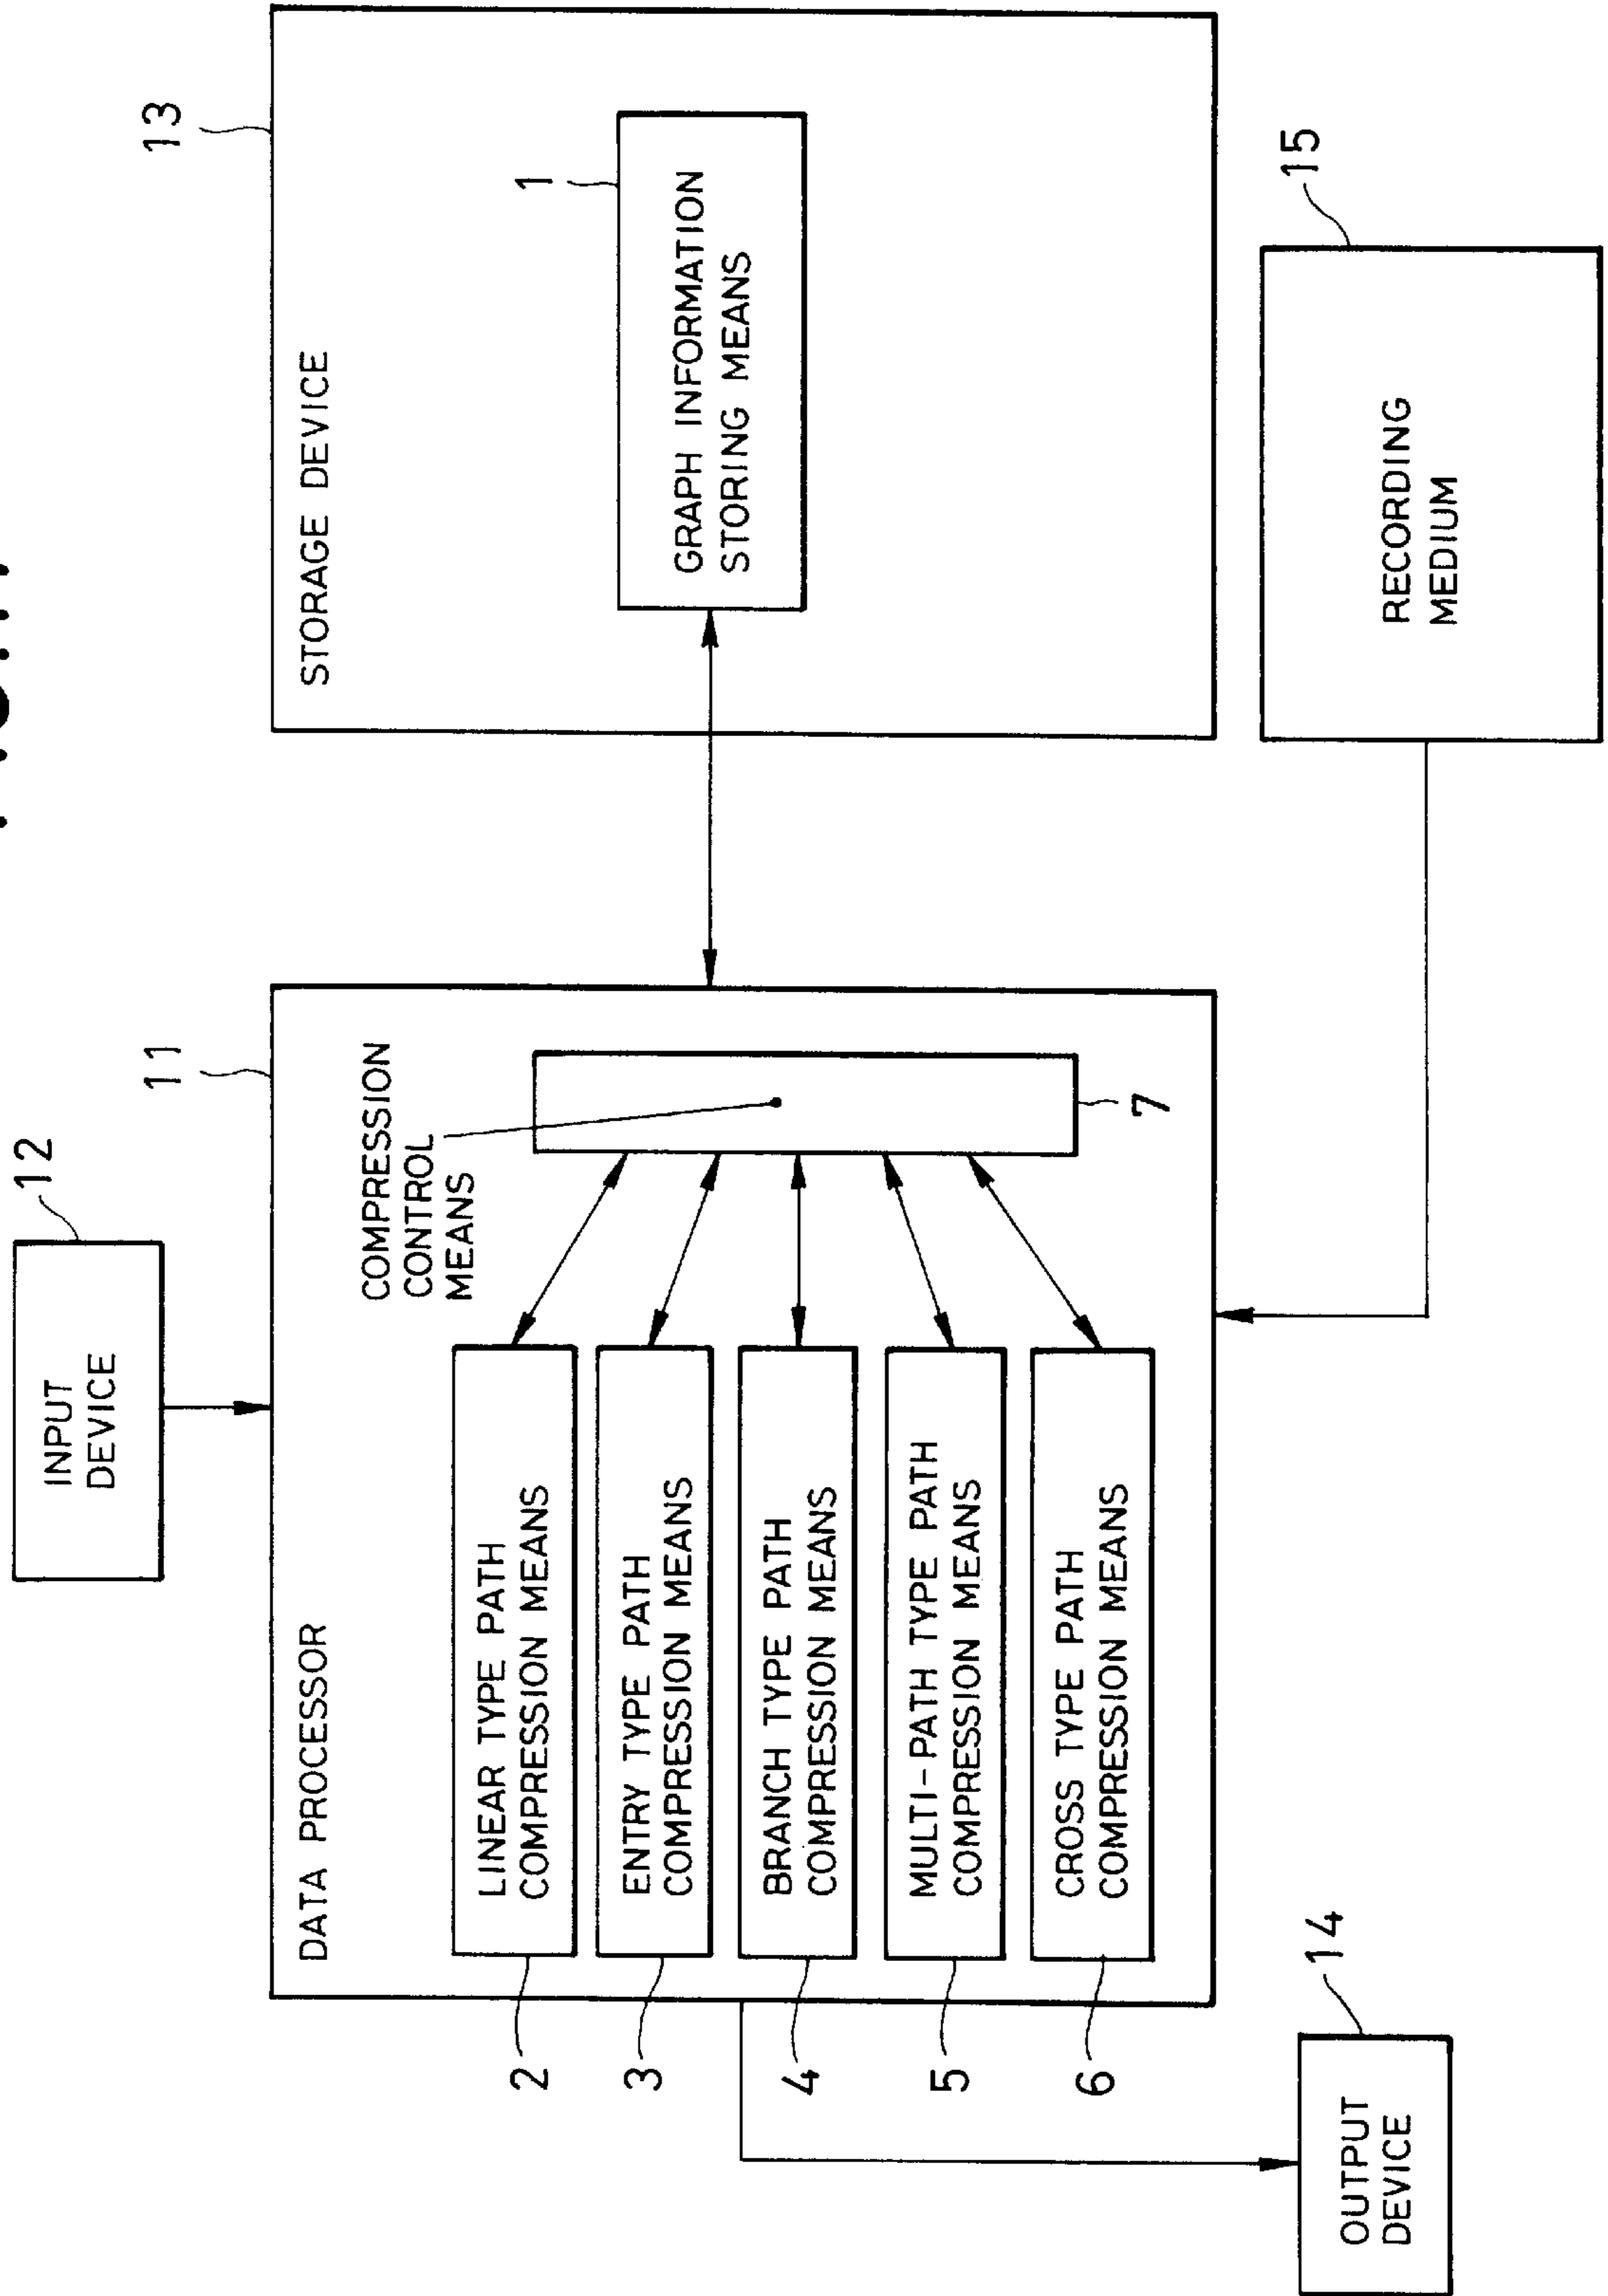 12
INPUT
DEVICE
11
DATA PROCESSOR
COMPRESSION
CONTROL
MEANS
LINEAR TYPE PATH
COMPRESSION MEANS
ENTRY TYPE PATH
COMPRESSION MEANS
BRANCH TYPE PATH
COMPRESSION MEANS
MULTI-PATH TYPE PATH
COMPRESSION MEANS
CROSS TYPE PATH
COMPRESSION MEANS
2
3
4
5
6
7
13
STORAGE DEVICE
1
GRAPH INFORMATION
STORING MEANS
14
OUTPUT
DEVICE
15
RECORDING
MEDIUM